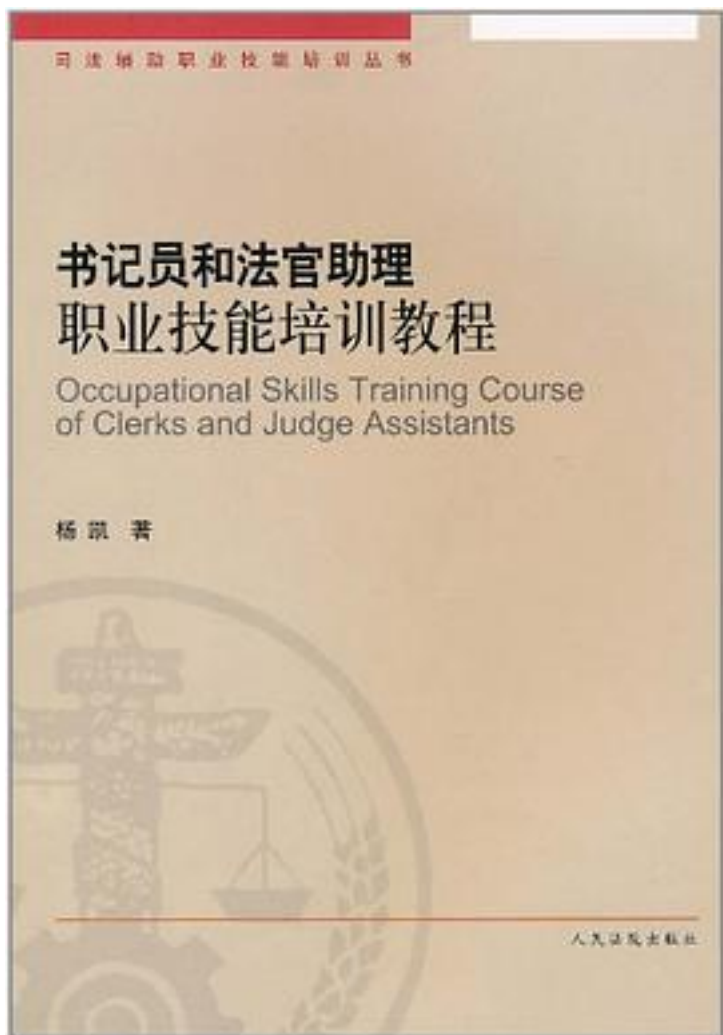 司法辅助职业技能培训丛书
书记员和法官助理
职业技能培训教程
Occupational Skills Training Course
of Clerks and Judge Assistants
杨凯 著
人民法院出版社